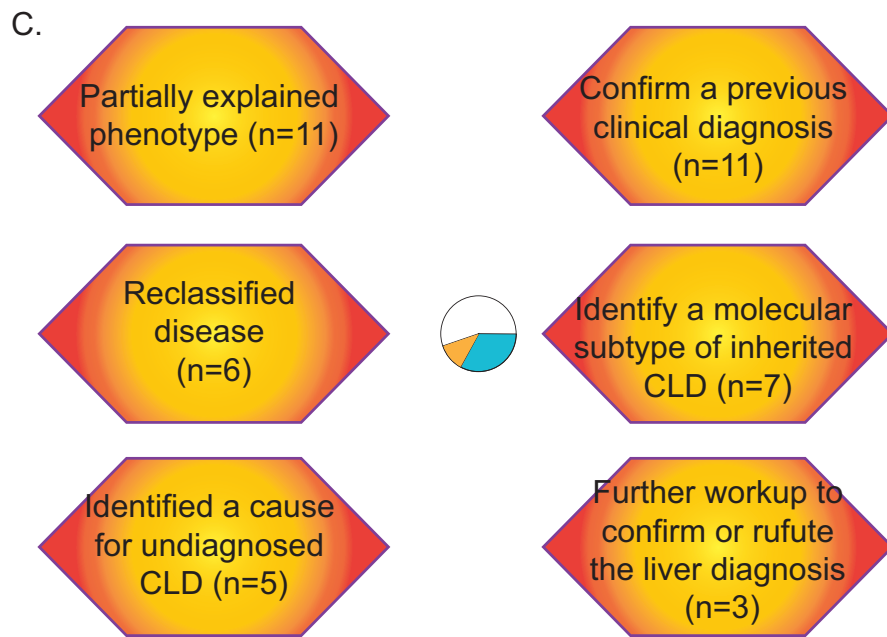 C.
Partially explained
phenotype (n=11)
Confirm a previous
clinical diagnosis
(n=11)
Reclassified
disease
(n=6)
Identify a molecular
subtype of inherited
CLD (n=7)
Identified a cause
for undiagnosed
CLD (n=5)
Further workup to
confirm or rufute
the liver diagnosis
(n=3)